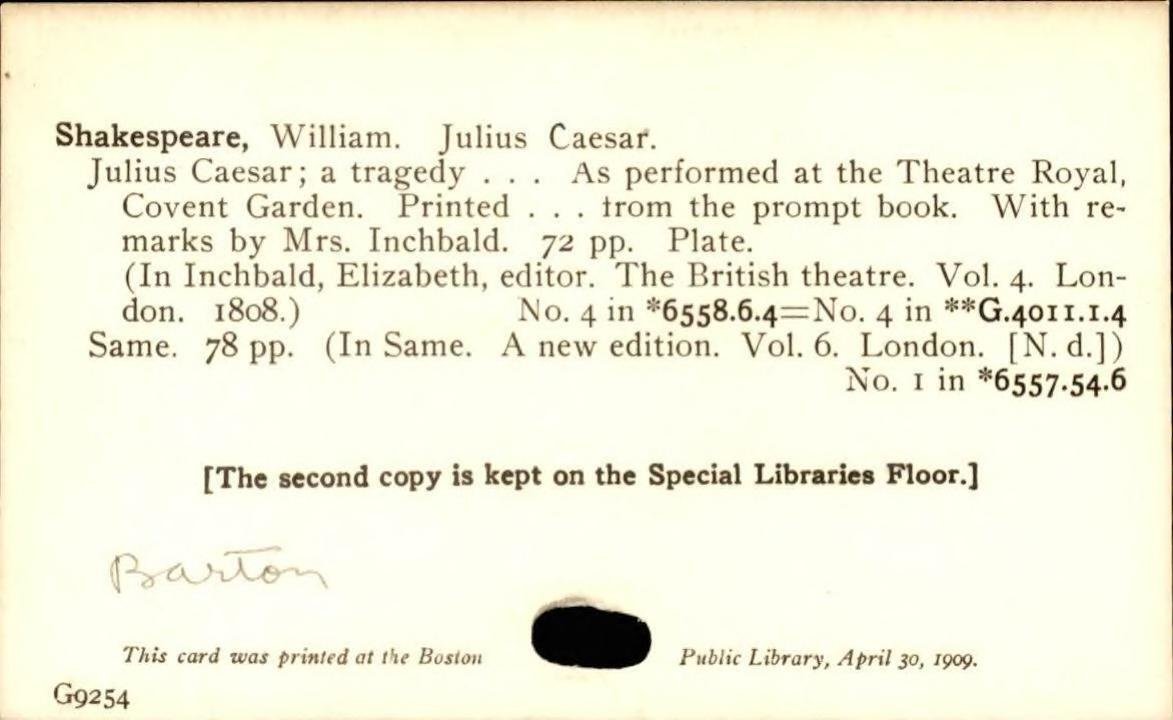 Shakespeare, William. Julius Caesar.
Julius Caesar; a tragedy . . . As performed at the Theatre Royal,
Covent Garden. Printed . . . from the prompt book. With re-
marks by Mrs. Inchbald. 72 pp. Plate.
(In Inchbald, Elizabeth, editor. The British theatre. Vol. 4. Lon-
don. 1808.) No. 4 in *6558.6.4=No. 4 in **G.4011.1.4
Same. 78 pp. (In Same. A new edition. Vol. 6. London. [N. d.])
No. 1 in *6557.54.6
[The second copy is kept on the Special Libraries Floor.]
Barton
This card was printed at the Boston Public Library, April 30, 1909.
G9254